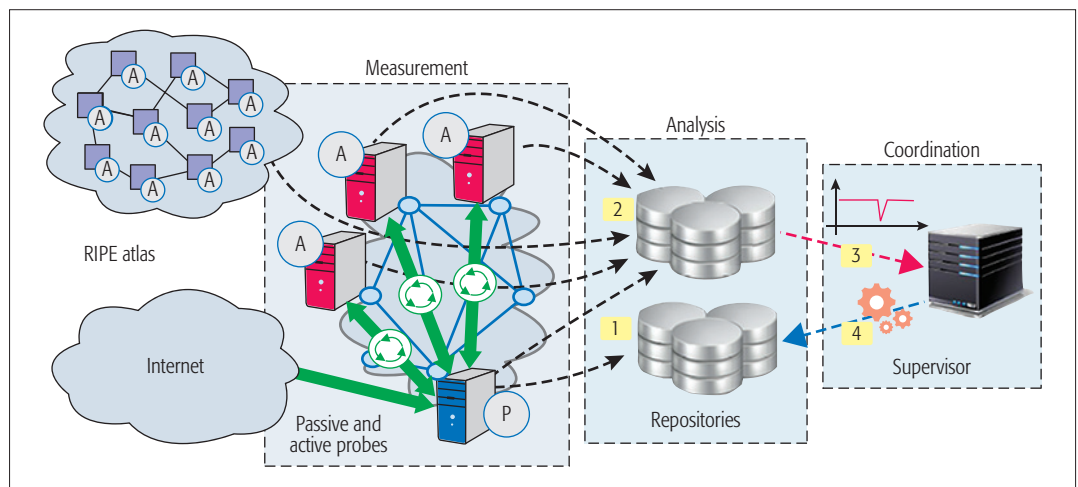 A
A
A
A
A
A
A
A
A
A
RIPE atlas
Internet
Measurement
A
A
A
P
Passive and
active probes
Analysis
2
1
Repositories
Coordination
3
4
Supervisor